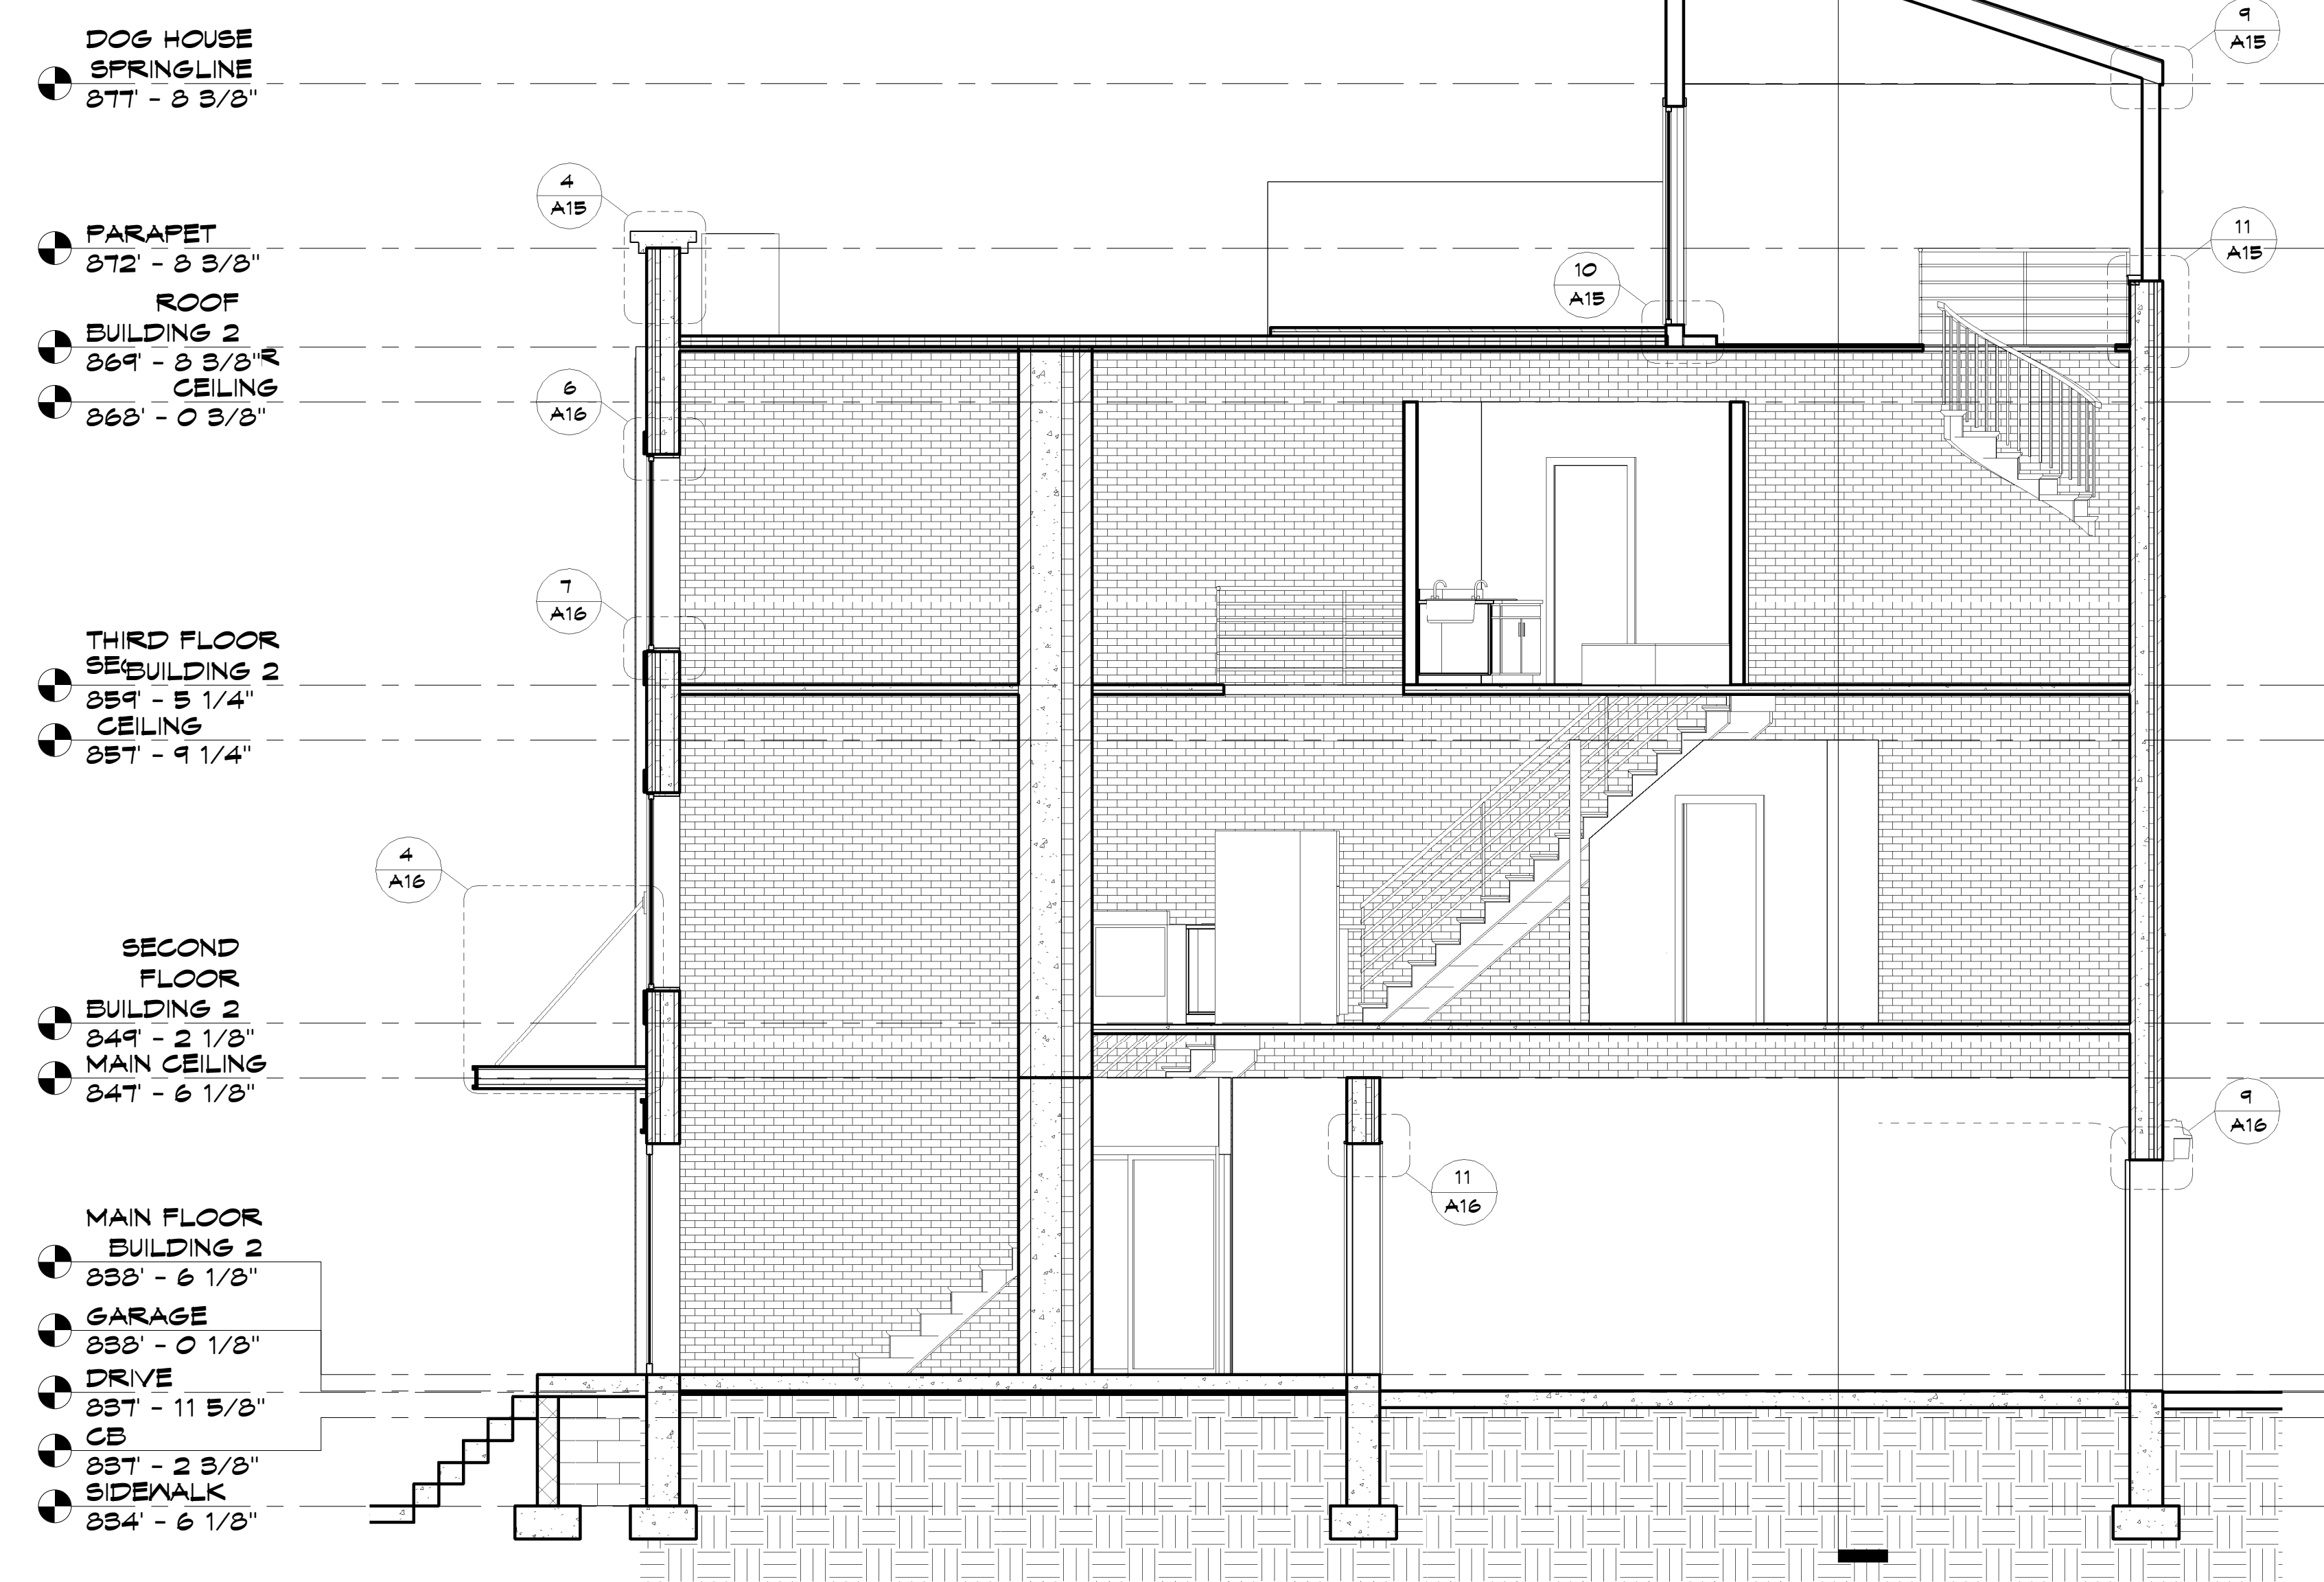 DOG HOUSE
SPRINGLINE
877' - 8 3/8"
PARAPET
872' - 8 3/8"
ROOF
BUILDING 2
869' - 8 3/8"R
CEILING
868' - 0 3/8"
THIRD FLOOR
SECBUILDING 2
859' - 5 1/4"
CEILING
857' - 9 1/4"
SECOND
FLOOR
BUILDING 2
849' - 2 1/8"
MAIN CEILING
847' - 6 1/8"
MAIN FLOOR
BUILDING 2
838' - 6 1/8"
GARAGE
838' - 0 1/8"
DRIVE
837' - 11 5/8"
CB
837' - 2 3/8"
SIDEWALK
834' - 6 1/8"
4
A15
6
A16
7
A16
4
A16
10
A15
9
A15
11
A15
11
A16
9
A16